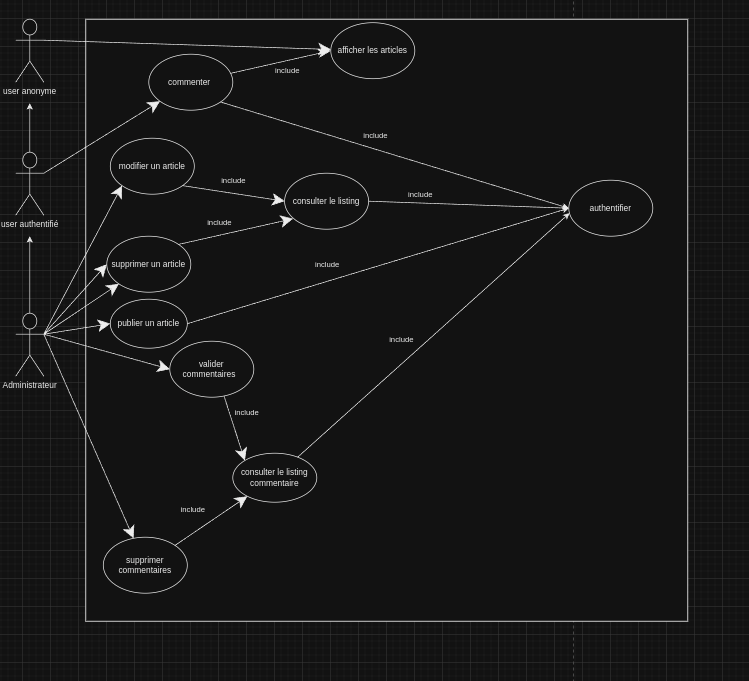 afficher les articles
include
commenter
user anonyme
include
modifier un article
include
consulter le listing
include
authentifier
user authentifié
include
supprimer un article
include
publier un article
include
valider
commentaires
Administrateur
include
consulter le listing
commentaire
include
supprimer
commentaires